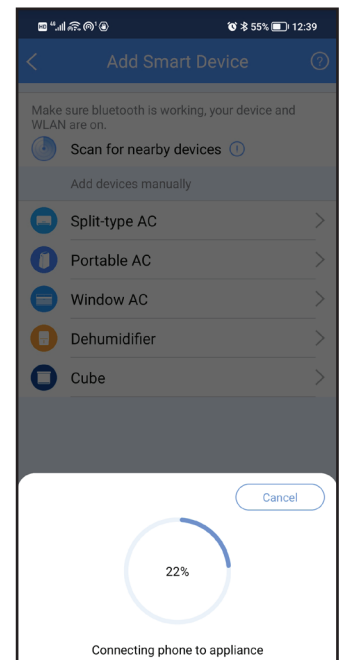 HD 4G 55% 12:39
Add Smart Device
Make sure bluetooth is working, your device and
WLAN are on.
Scan for nearby devices
Add devices manually
Split-type AC
Portable AC
Window AC
Dehumidifier
Cube
Cancel
22%
Connecting phone to appliance